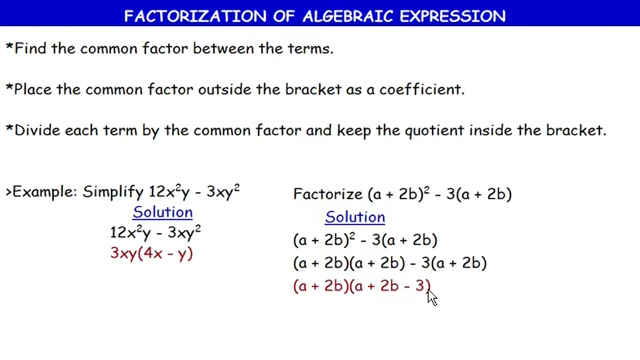 FACTORIZATION OF ALGEBRAIC EXPRESSION
*Find the common factor between the terms.
*Place the common factor outside the bracket as a coefficient.
*Divide each term by the common factor and keep the quotient inside the bracket.
>Example: Simplify 12x²y - 3xy²
Solution
12x²y - 3xy²
3xy(4x - y)
Factorize (a + 2b)² - 3(a + 2b)
Solution
(a + 2b)² - 3(a + 2b)
(a + 2b)(a + 2b) - 3(a + 2b)
(a + 2b)(a + 2b - 3)